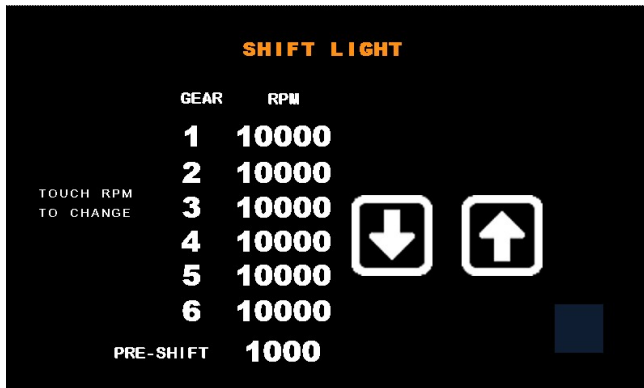 SHIFT LIGHT
GEAR RPM
1 10000
2 10000
TOUCH RPM
TO CHANGE
3 10000
4 10000
5 10000
6 10000
PRE-SHIFT 1000